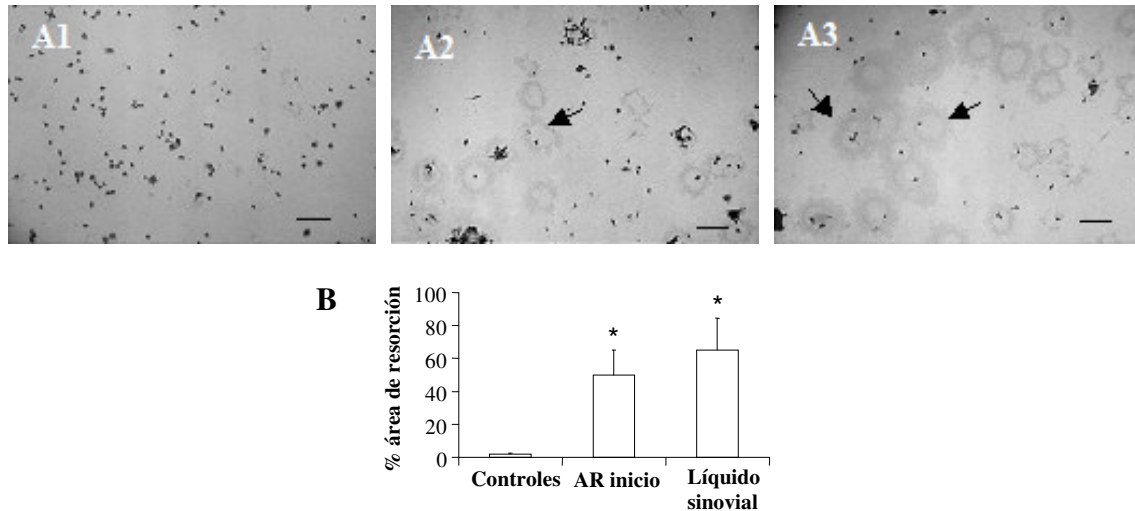 A1
A2
A3
B
% área de resorción
100
80
60
40
20
0
*
*
Controles
AR inicio
Líquido
sinovial